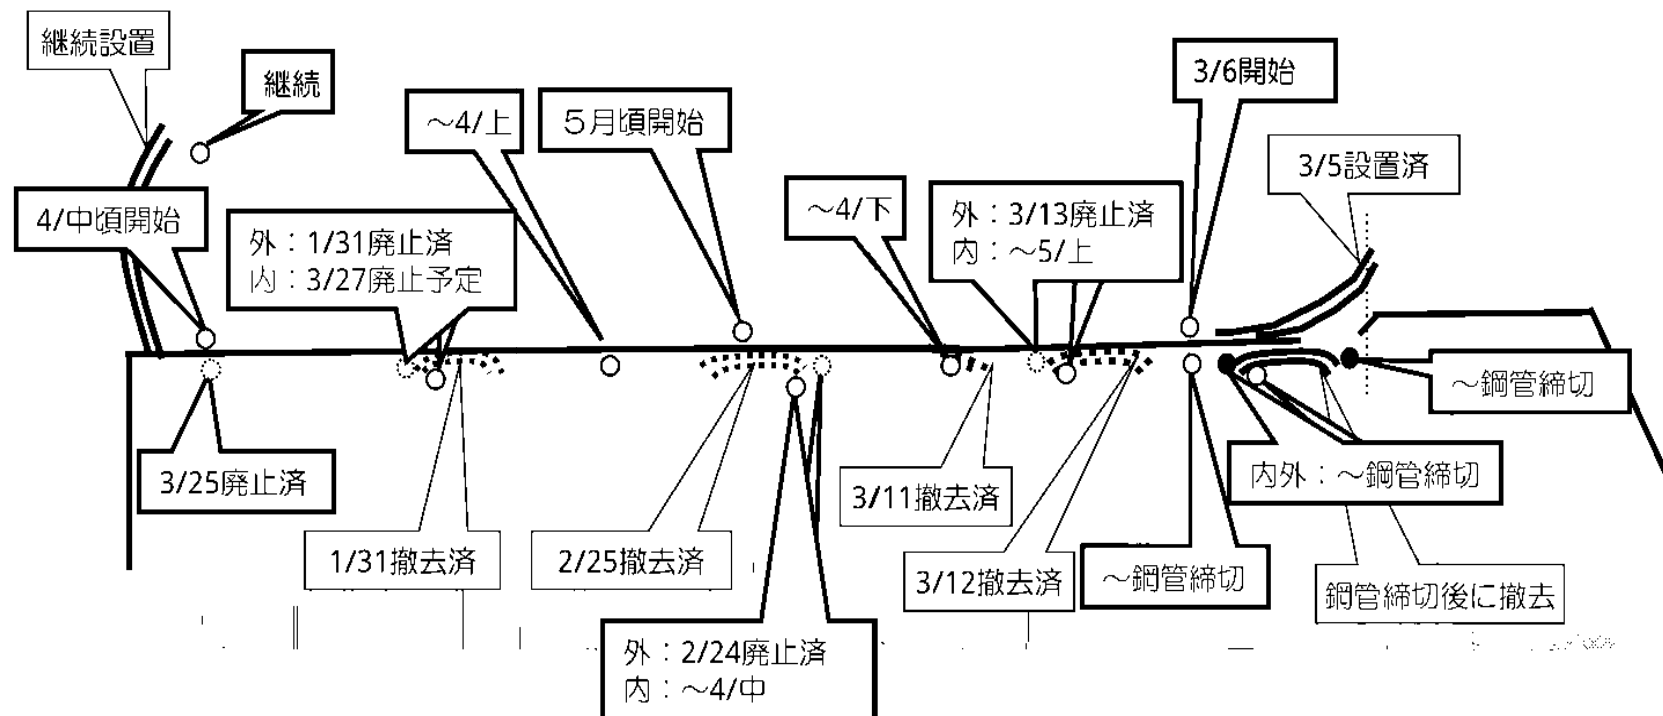 継続設置
継続
～4/上
５月頃開始
3/6開始
3/5設置済
4/中頃開始
外：1/31廃止済
内：3/27廃止予定
～4/下
外：3/13廃止済
内：～5/上
～鋼管締切
3/25廃止済
1/31撤去済
2/25撤去済
3/11撤去済
3/12撤去済
～鋼管締切
内外：～鋼管締切
鋼管締切後に撤去
外：2/24廃止済
内：～4/中